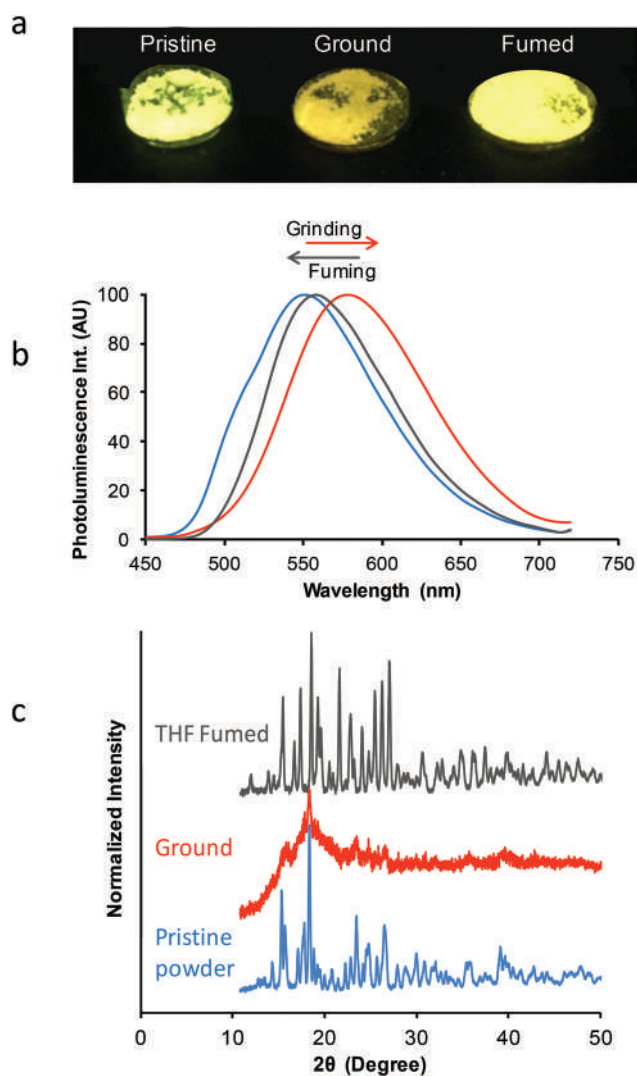 a
Pristine Ground Fumed
Grinding
Fuming
b
Photoluminescence Int. (AU)
100
80
60
40
20
0
450 500 550 600 650 700 750
Wavelength (nm)
c
Normalized Intensity
THF Fumed
Ground
Pristine
powder
0 10 20 30 40 50
2θ (Degree)